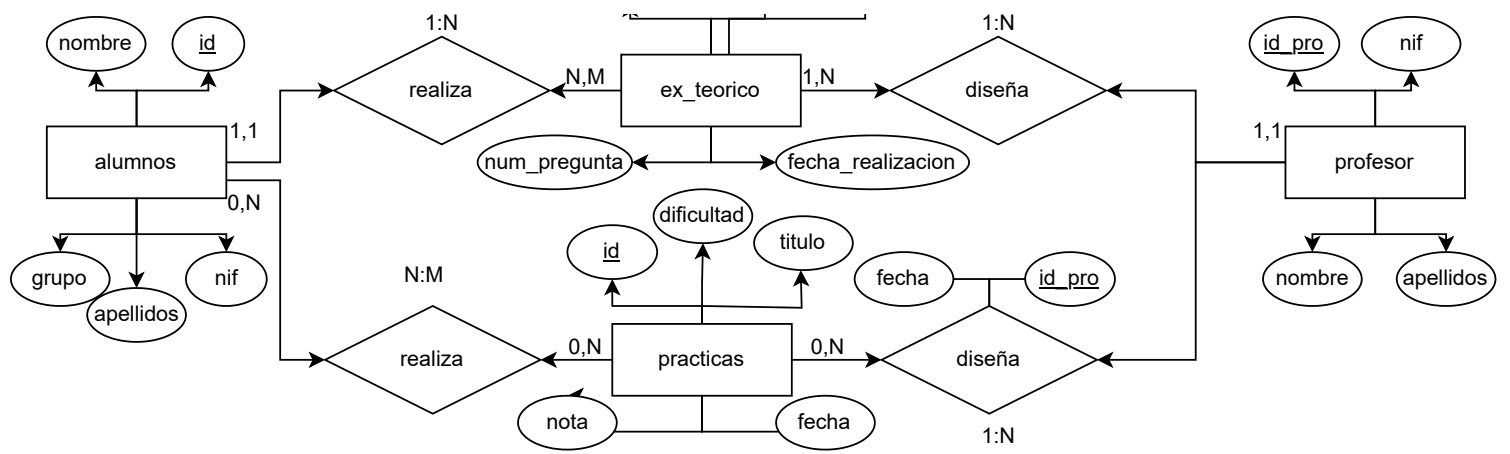 1:N
1:N
nombre
id
id_pro
nif
realiza
N,M
ex_teorico
1,N
diseña
1,1
alumnos
num_pregunta
fecha_realizacion
1,1
profesor
0,N
dificultad
id
titulo
grupo
apellidos
nif
N:M
fecha
id_pro
nombre
apellidos
realiza
0,N
practicas
0,N
diseña
nota
fecha
1:N